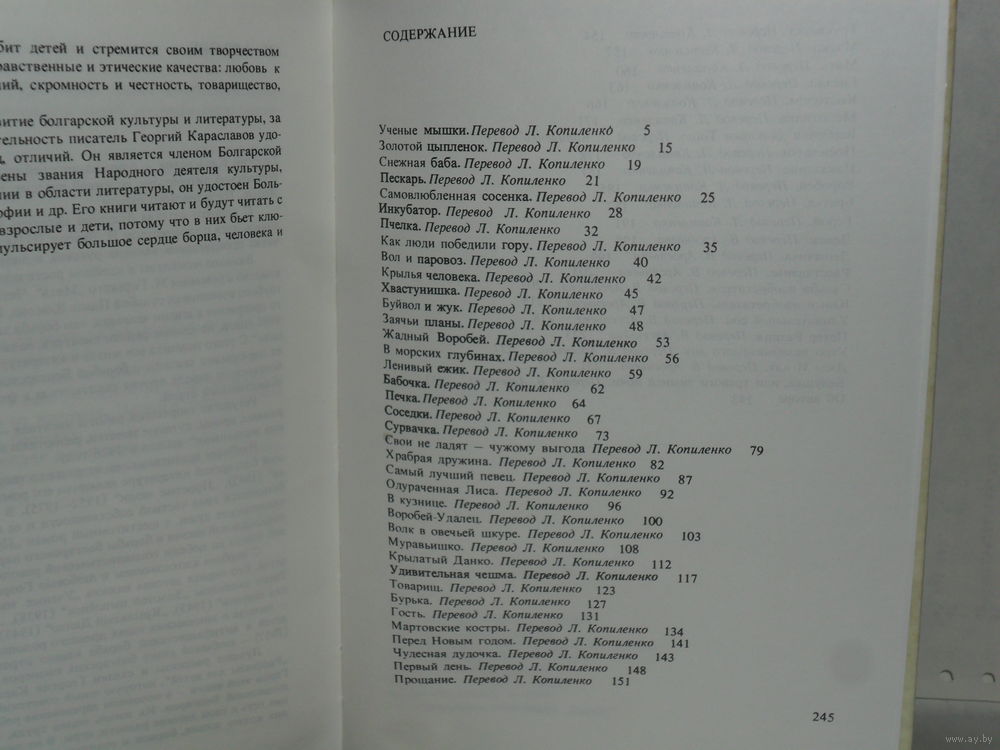 бит детей и стремится своим творчеством
равственные и этические качества: любовь к
ий, скромность и честность, товарищество,
витие болгарской культуры и литературы, за
тельность писатель Георгий Караславов удо-
отличий. Он является членом Болгарской
ены звания Народного деятеля культуры,
нии в области литературы, он удостоен Боль-
офии и др. Его книги читают и будут читать с
взрослые и дети, потому что в них бьет клю-
пульсирует большое сердце борца, человека и
СОДЕРЖАНИЕ
Ученые мышки. Перевод Л. Копиленко 5
Золотой цыпленок. Перевод Л. Копиленко 15
Снежная баба. Перевод Л. Копиленко 19
Пескарь. Перевод Л. Копиленко 21
Самовлюбленная сосенка. Перевод Л. Копиленко 25
Инкубатор. Перевод Л. Копиленко 28
Пчелка. Перевод Л. Копиленко 32
Как люди победили гору. Перевод Л. Копиленко 35
Вол и паровоз. Перевод Л. Копиленко 40
Крылья человека. Перевод Л. Копиленко 42
Хвастунишка. Перевод Л. Копиленко 45
Буйвол и жук. Перевод Л. Копиленко 47
Заячьи планы. Перевод Л. Копиленко 48
Жадный Воробей. Перевод Л. Копиленко 53
В морских глубинах. Перевод Л. Копиленко 56
Ленивый ежик. Перевод Л. Копиленко 59
Бабочка. Перевод Л. Копиленко 62
Печка. Перевод Л. Копиленко 64
Соседки. Перевод Л. Копиленко 67
Сурвачка. Перевод Л. Копиленко 73
Свои не ладят — чужому выгода Перевод Л. Копиленко 79
Храбрая дружина. Перевод Л. Копиленко 82
Самый лучший певец. Перевод Л. Копиленко 87
Одураченная Лиса. Перевод Л. Копиленко 92
В кузнице. Перевод Л. Копиленко 96
Воробей-Удалец. Перевод Л. Копиленко 100
Волк в овечьей шкуре. Перевод Л. Копиленко 103
Муравьишко. Перевод Л. Копиленко 108
Крылатый Данко. Перевод Л. Копиленко 112
Удивительная чешма. Перевод Л. Копиленко 117
Товарищ. Перевод Л. Копиленко 123
Бурька. Перевод Л. Копиленко 127
Гость. Перевод Л. Копиленко 131
Мартовские костры. Перевод Л. Копиленко 134
Перед Новым годом. Перевод Л. Копиленко 141
Чудесная дудочка. Перевод Л. Копиленко 143
Первый день. Перевод Л. Копиленко 148
Прощание. Перевод Л. Копиленко 151
245
www.ay.by